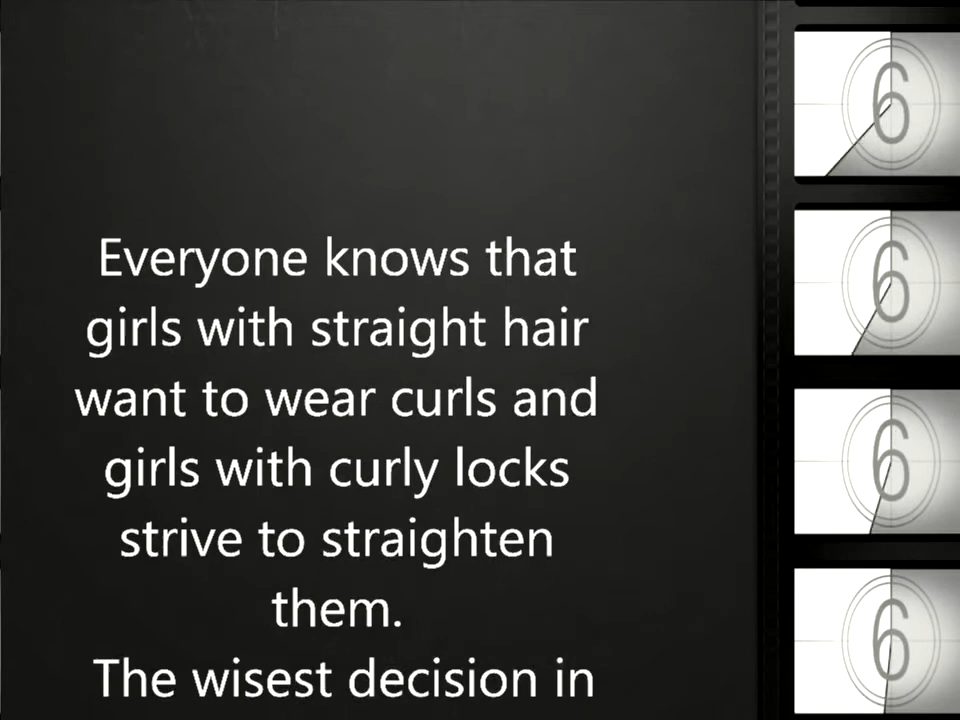 Everyone knows that
girls with straight hair
want to wear curls and
girls with curly locks
strive to straighten
them.
The wisest decision in
6
6
6
6